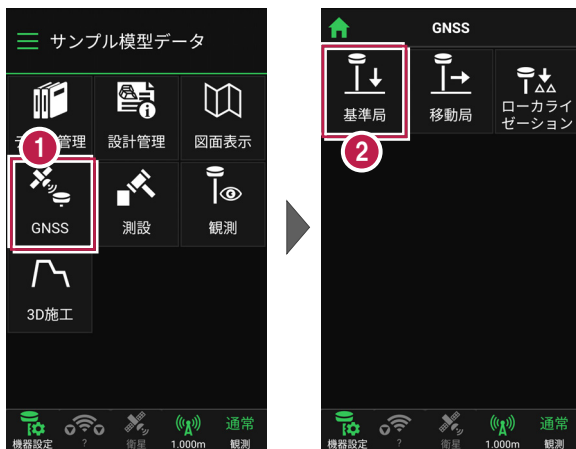 サンプル模型データ
管理
設計管理
図面表示
1
GNSS
測設
観測
3D施工
機器設定
?
衛星
1.000m
通常
観測
GNSS
基準局
移動局
ローカライ
ゼーション
2
機器設定
?
衛星
1.000m
通常
観測